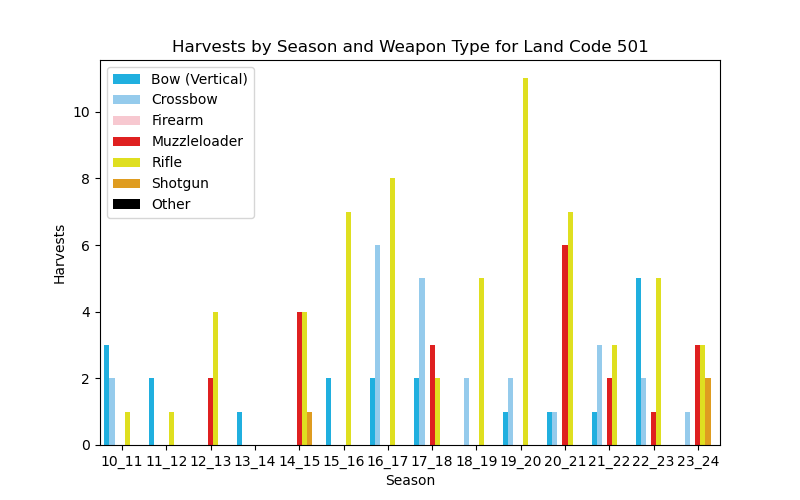 Harvests by Season and Weapon Type for Land Code 501
Bow (Vertical)
Crossbow
Firearm
Muzzleloader
Rifle
Shotgun
Other
10
8
6
4
2
0
Harvests
10_11 11_12 12_13 13_14 14_15 15_16 16_17 17_18 18_19 19_20 20_21 21_22 22_23 23_24
Season